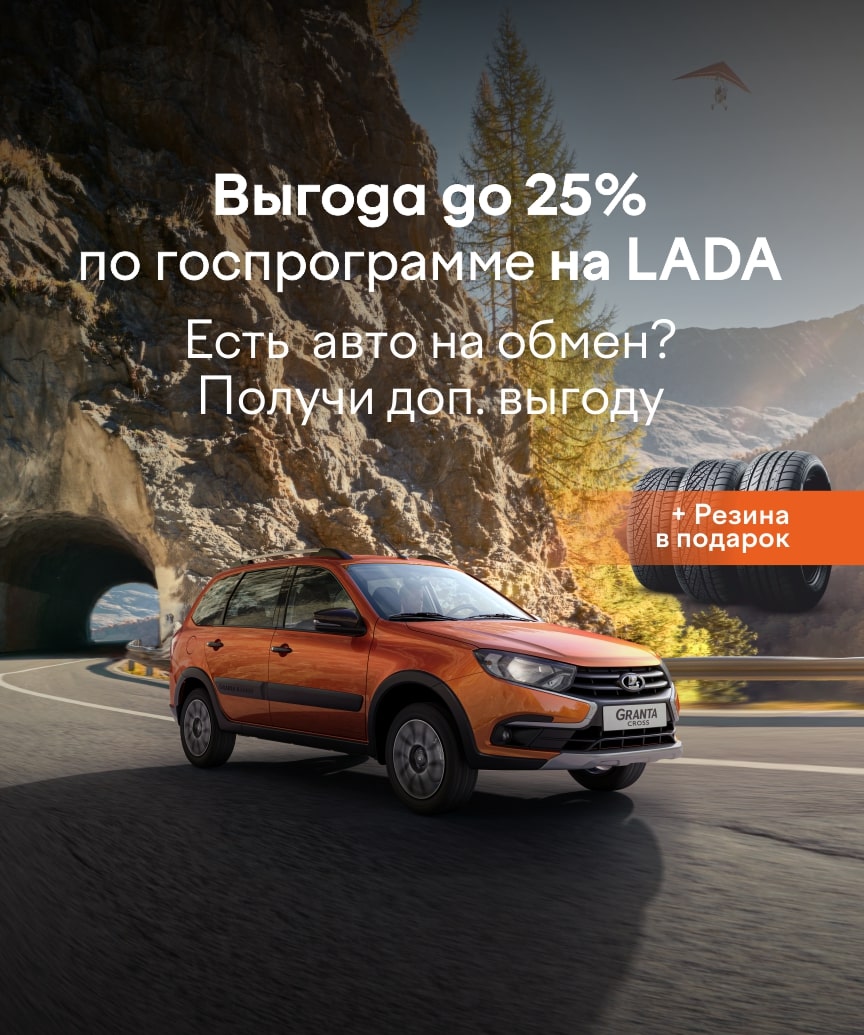 Выгода до 25%
по госпрограмме на LADA
Есть авто на обмен?
Получи доп. выгоду
+ Резина
в подарок
GRANTA
CROSS